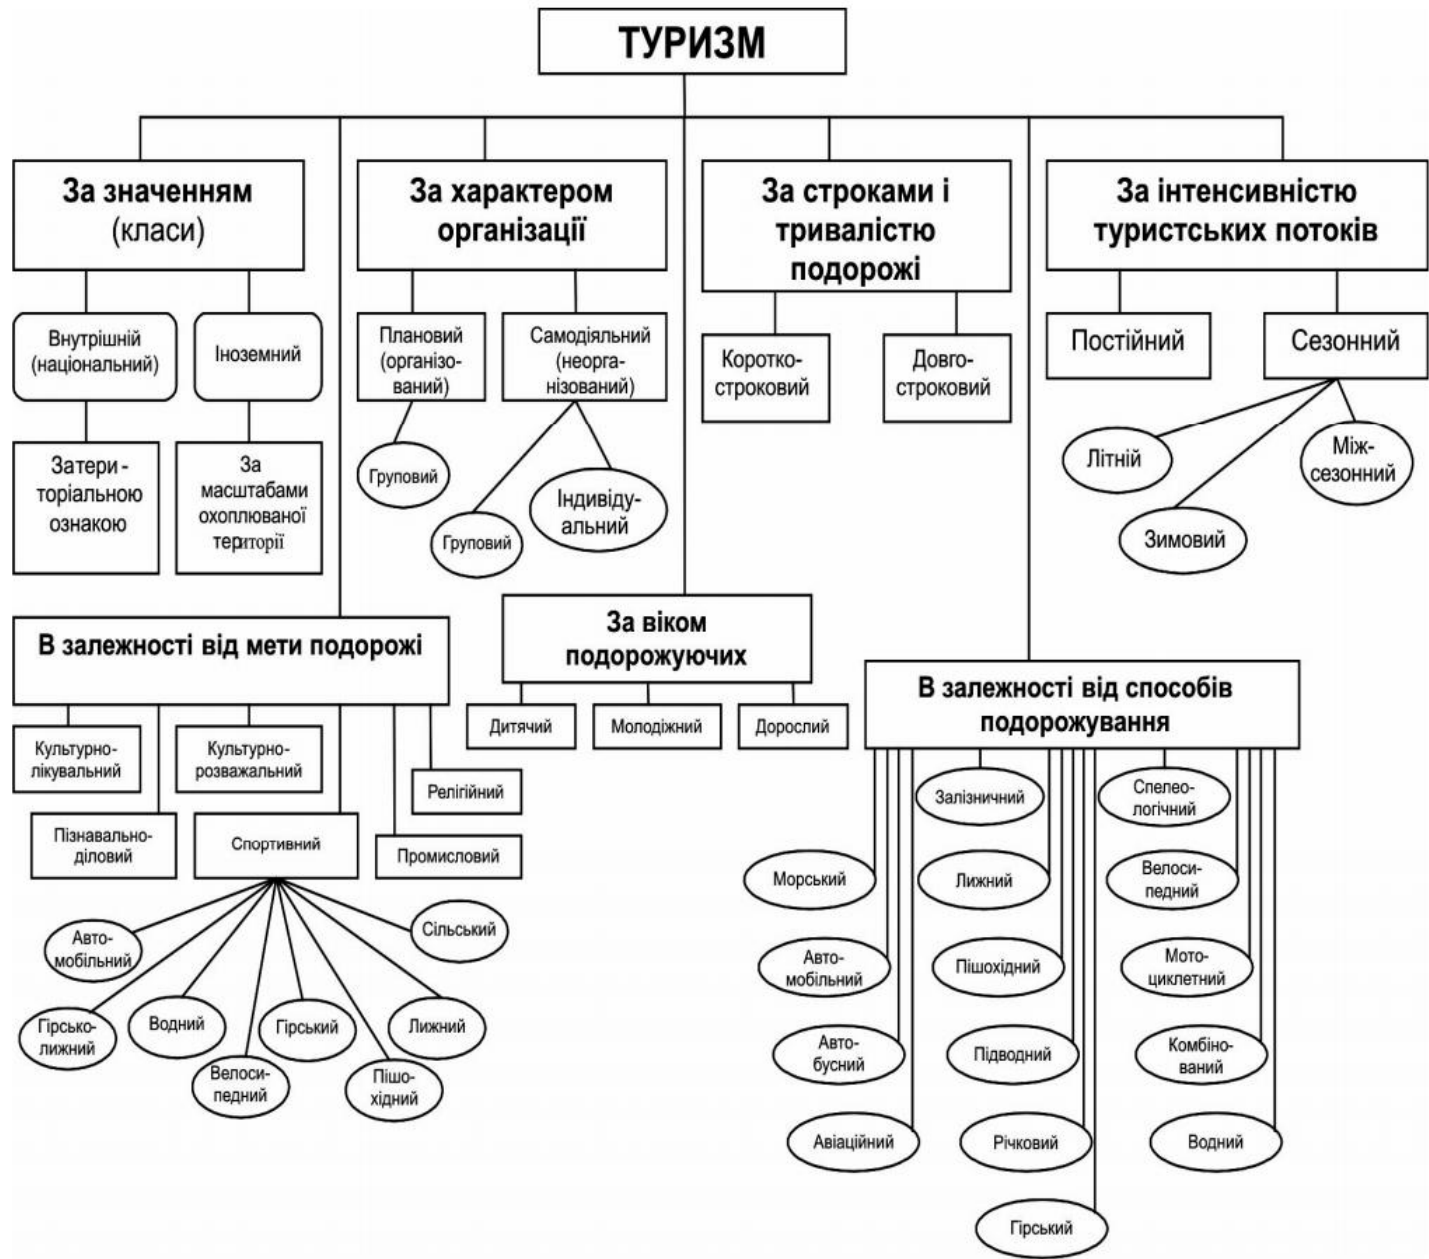 ТУРИЗМ
За значенням
(класи)
За характером
організації
За строками і
тривалістю
подорожі
За інтенсивністю
туристських потоків
Внутрішній
(національний)
Іноземний
Плановий
(організо-
ваний)
Самодіяльний
(неорга-
нізований)
Коротко-
строковий
Довго-
строковий
Постійний
Сезонний
Затери -
торіальною
ознакою
За
масштабами
охоплюваної
території
Груповий
Груповий
Індивіду-
альний
Літній
Зимовий
Між-
сезонний
В залежності від мети подорожі
За віком
подорожуючих
В залежності від способів
подорожування
Культурно-
лікувальний
Культурно-
розважальний
Релігійний
Пізнавально-
діловий
Спортивний
Промисловий
Дитячий
Молодіжний
Дорослий
Авто-
мобільний
Гірсько-
лижний
Водний
Велоси-
педний
Гірський
Пішо-
хідний
Лижний
Сільський
Залізничний
Спелео-
логічний
Морський
Лижний
Велоси-
педний
Авто-
мобільний
Пішохідний
Мото-
циклетний
Авто-
бусний
Підводний
Комбіно-
ваний
Авіаційний
Річковий
Водний
Гірський